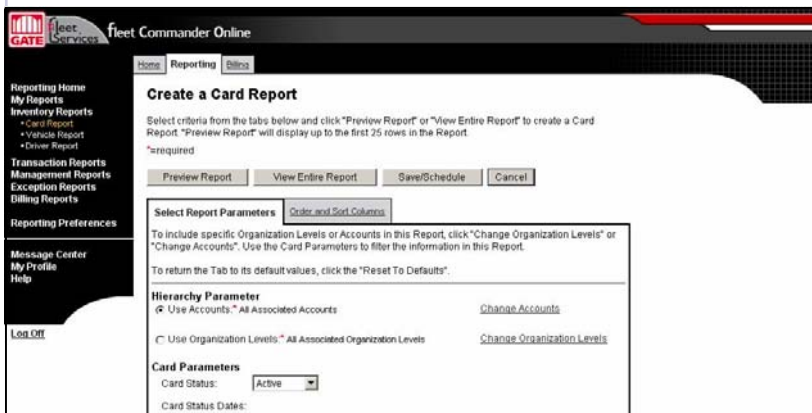 GATE Fleet Services
Fleet Commander Online
Home Reporting Billing
Reporting Home
My Reports
Inventory Reports
• Card Report
• Vehicle Report
• Driver Report
Transaction Reports
Management Reports
Exception Reports
Billing Reports
Reporting Preferences
Message Center
My Profile
Help
Log Off
Create a Card Report
Select criteria from the tabs below and click "Preview Report" or "View Entire Report" to create a Card
Report. "Preview Report" will display up to the first 25 rows in the Report.
*=required
Preview Report View Entire Report Save/Schedule Cancel
Select Report Parameters Order and Sort Columns
To include specific Organization Levels or Accounts in this Report, click "Change Organization Levels" or
"Change Accounts". Use the Card Parameters to filter the information in this Report.
To return the Tab to its default values, click the "Reset To Defaults".
Hierarchy Parameter
Use Accounts:* All Associated Accounts Change Accounts
Use Organization Levels:* All Associated Organization Levels Change Organization Levels
Card Parameters
Card Status: Active
Card Status Dates: